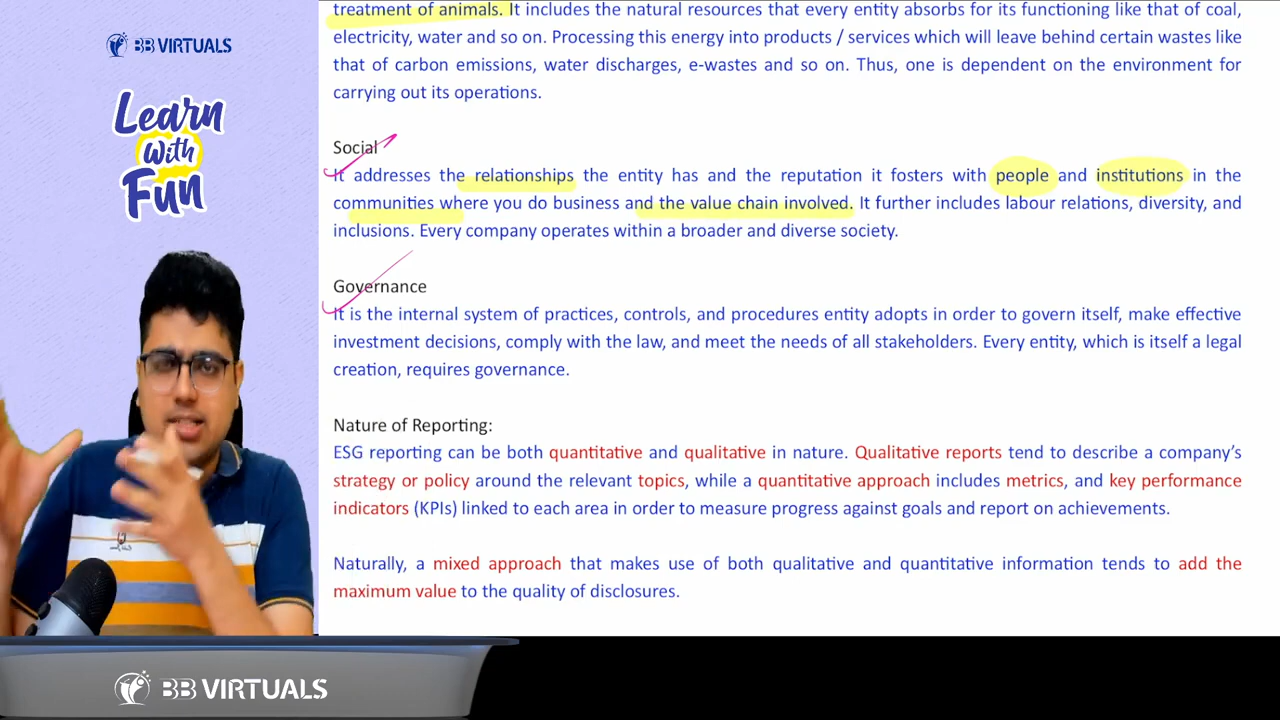 BB VIRTUALS
Learn
With
Fun
treatment of animals. It includes the natural resources that every entity absorbs for its functioning like that of coal,
electricity, water and so on. Processing this energy into products / services which will leave behind certain wastes like
that of carbon emissions, water discharges, e-wastes and so on. Thus, one is dependent on the environment for
carrying out its operations.
Social
It addresses the relationships the entity has and the reputation it fosters with people and institutions in the
communities where you do business and the value chain involved. It further includes labour relations, diversity, and
inclusions. Every company operates within a broader and diverse society.
Governance
It is the internal system of practices, controls, and procedures entity adopts in order to govern itself, make effective
investment decisions, comply with the law, and meet the needs of all stakeholders. Every entity, which is itself a legal
creation, requires governance.
Nature of Reporting:
ESG reporting can be both quantitative and qualitative in nature. Qualitative reports tend to describe a company's
strategy or policy around the relevant topics, while a quantitative approach includes metrics, and key performance
indicators (KPIs) linked to each area in order to measure progress against goals and report on achievements.
Naturally, a mixed approach that makes use of both qualitative and quantitative information tends to add the
maximum value to the quality of disclosures.
BB VIRTUALS